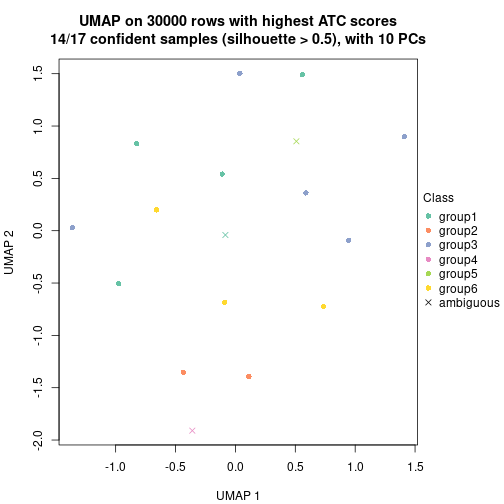 UMAP on 30000 rows with highest ATC scores
14/17 confident samples (silhouette > 0.5), with 10 PCs
1.5
1.0
0.5
0.0
-0.5
-1.0
-1.5
-2.0
UMAP 2
-1.0
-0.5
0.0
0.5
1.0
1.5
UMAP 1
Class
group1
group2
group3
group4
group5
group6
ambiguous